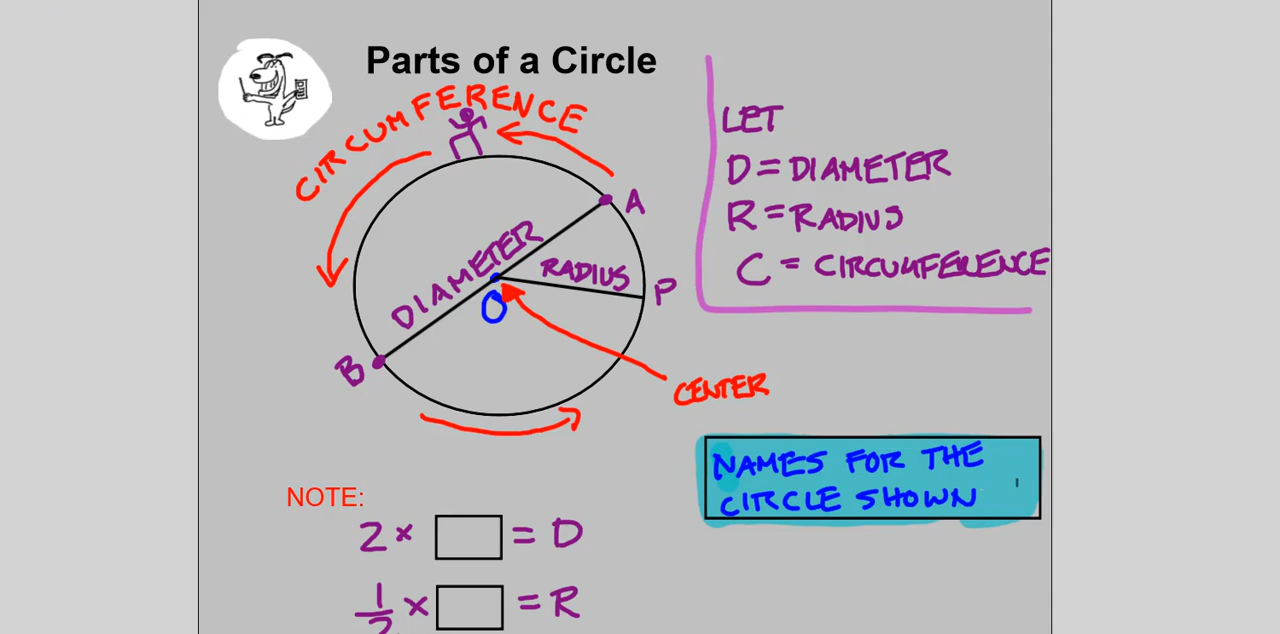 Parts of a Circle
CIRCUMFERENCE
LET
D = DIAMETER
R = RADIUS
C = CIRCUMFERENCE
A
DIAMETER
RADIUS
P
O
B
CENTER
NAMES FOR THE
CIRCLE SHOWN
NOTE:
2 × = D
1/2 × = R